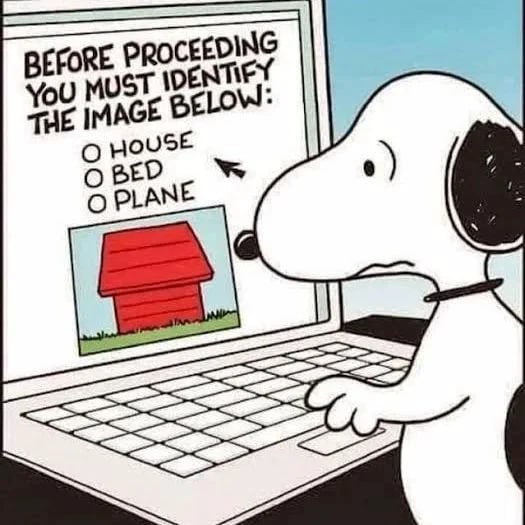 BEFORE PROCEEDING
YOU MUST IDENTIFY
THE IMAGE BELOW:
O HOUSE
O BED
O PLANE